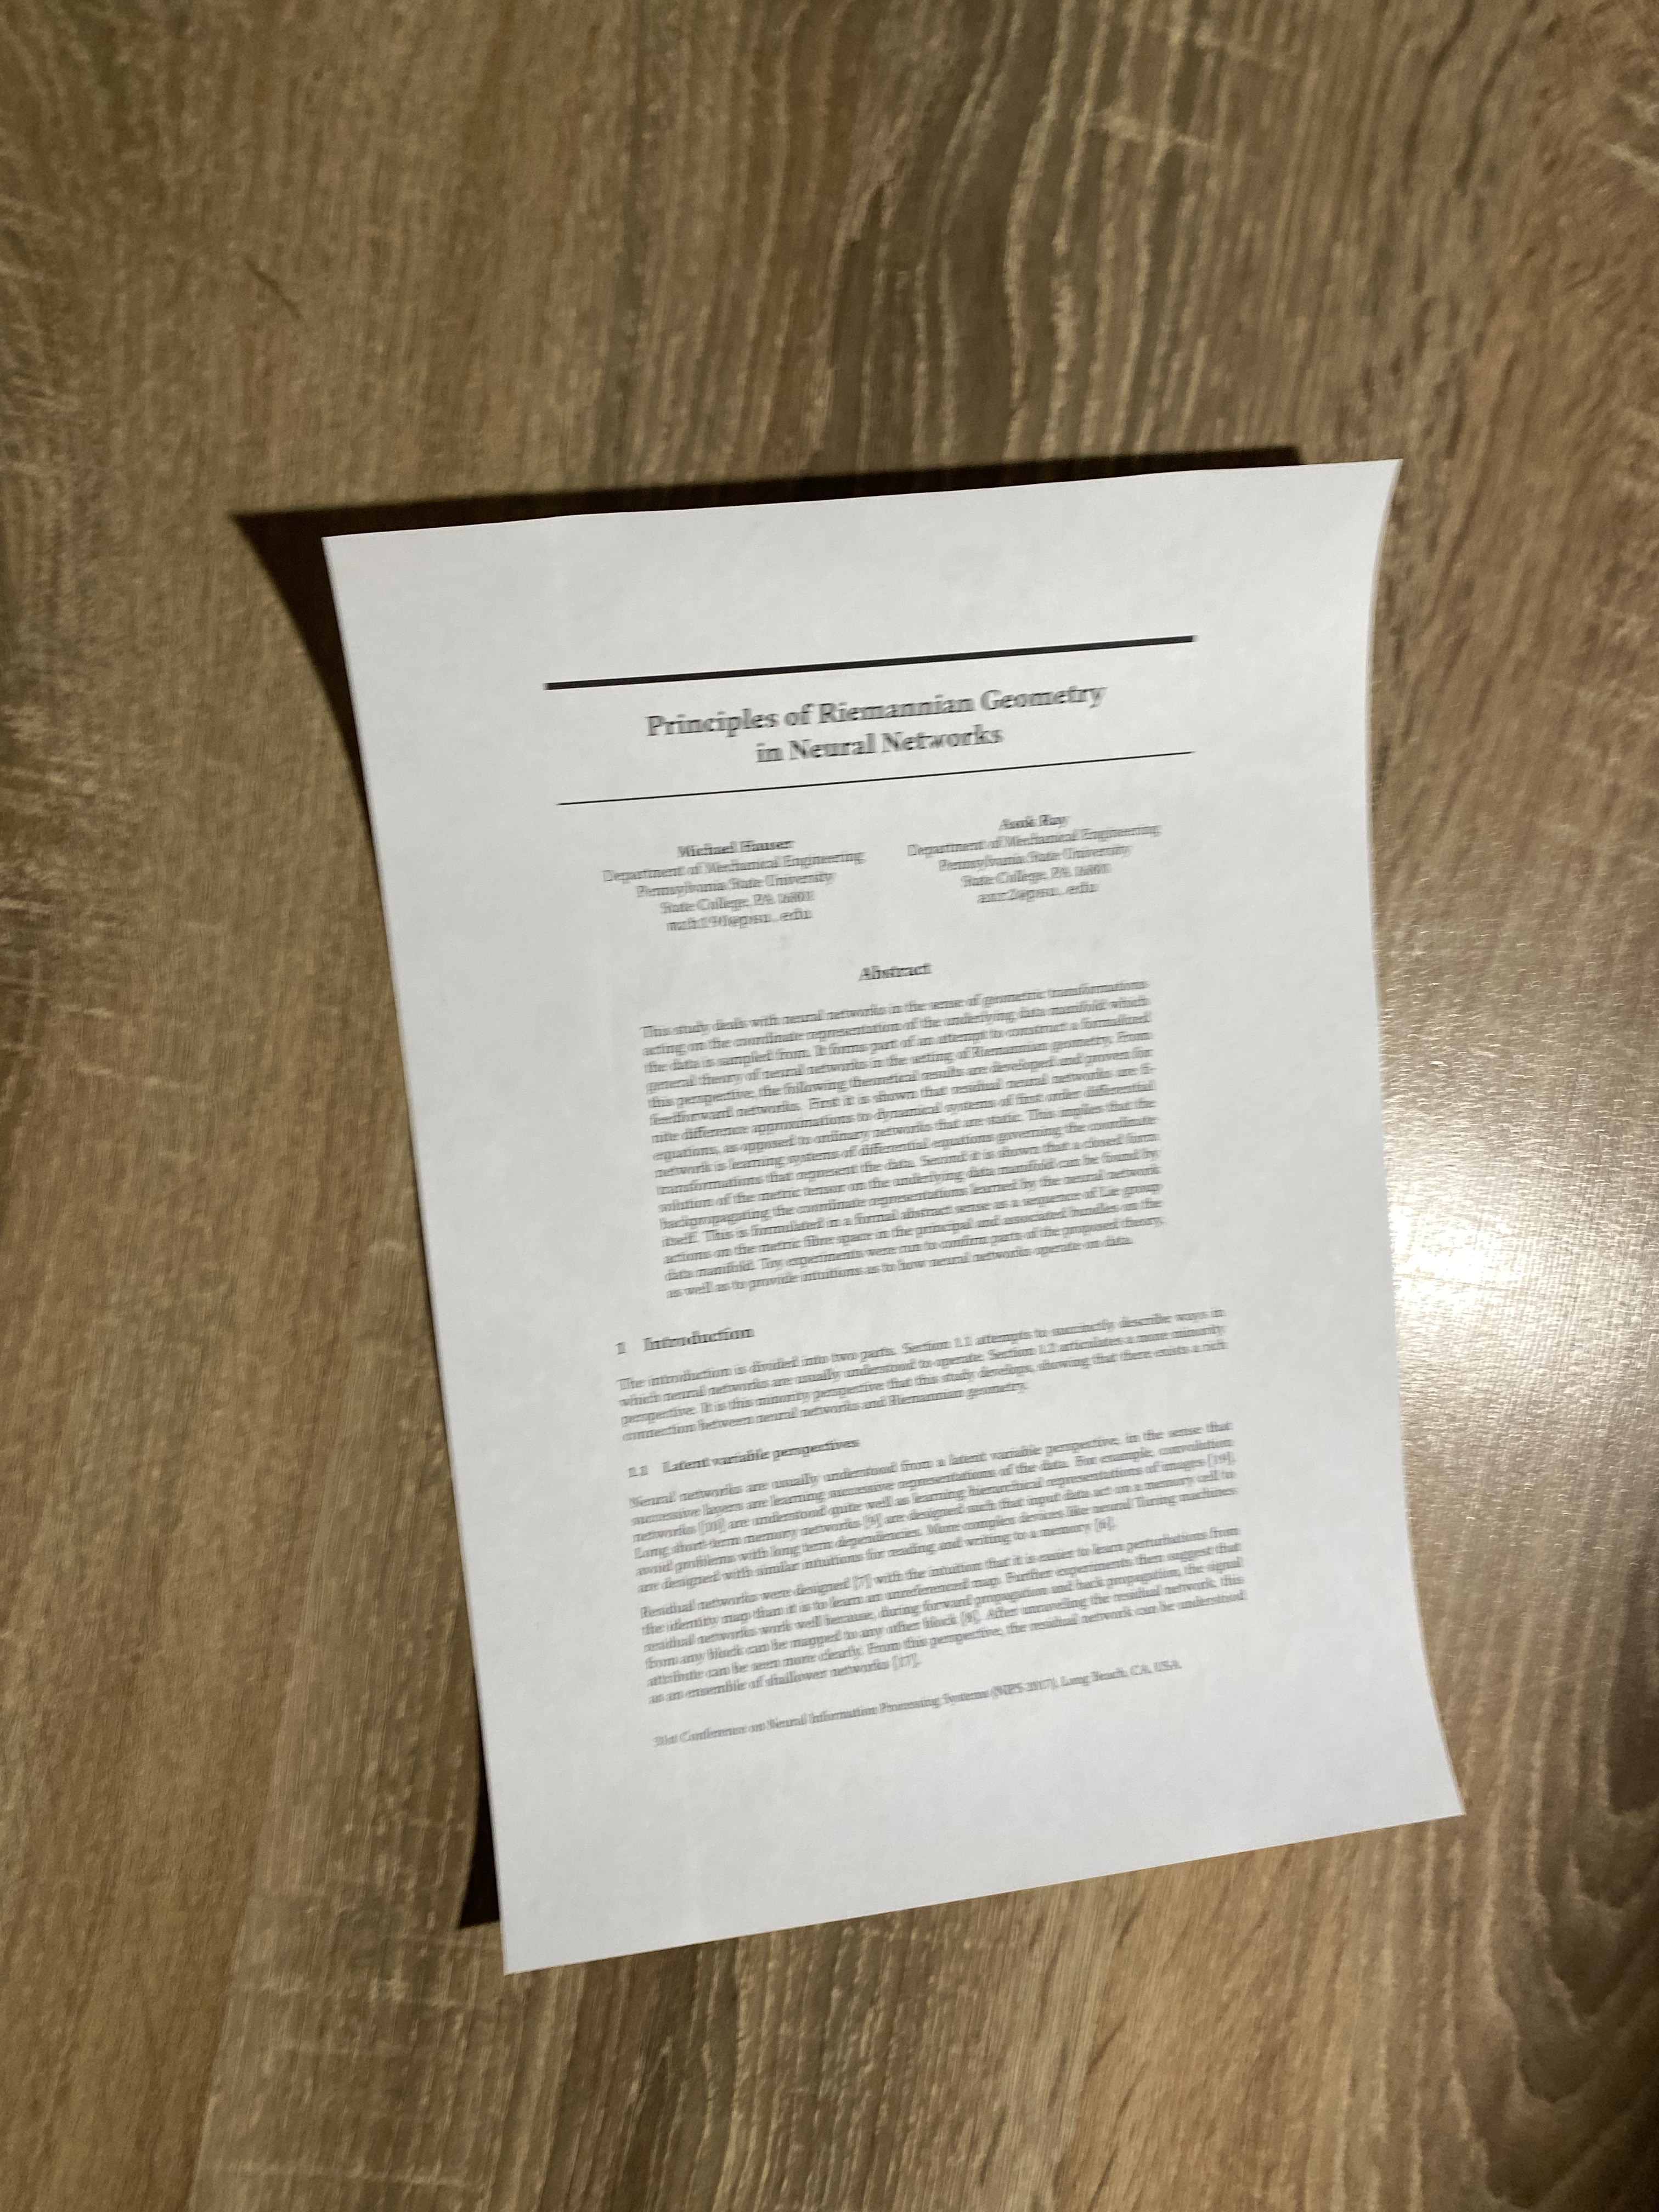 Principles of Riemannian Geometry
in Neural Networks
Michael Hauser
Department of Mechanical Engineering
Pennsylvania State University
State College, PA 16801
mzh190@psu.edu
Asok Ray
Department of Mechanical Engineering
Pennsylvania State University
State College, PA 16801
axr2@psu.edu
Abstract
This study deals with neural networks in the sense of geometric transformations
acting on the coordinate representation of the underlying data manifold which
the data is sampled from. It forms part of an attempt to construct a formalized
general theory of neural networks in the setting of Riemannian geometry. From
this perspective, the following theoretical results are developed and proven for
feedforward networks. First it is shown that residual neural networks are fi-
nite difference approximations to dynamical systems of first order differential
equations, as opposed to ordinary networks that are static. This implies that the
network is learning systems of differential equations governing the coordinate
transformations that represent the data. Second it is shown that a closed form
solution of the metric tensor on the underlying data manifold can be found by
backpropagating the coordinate representations learned by the neural network
itself. This is formulated in a formal abstract sense as a sequence of Lie group
actions on the metric fibre space in the principal and associated bundles on the
data manifold. Toy experiments were run to confirm parts of the proposed theory,
as well as to provide intuitions as to how neural networks operate on data.
1 Introduction
The introduction is divided into two parts. Section 1.1 attempts to succinctly describe ways in
which neural networks are usually understood to operate. Section 1.2 articulates a more minority
perspective. It is this minority perspective that this study develops, showing that there exists a rich
connection between neural networks and Riemannian geometry.
1.1 Latent variable perspectives
Neural networks are usually understood from a latent variable perspective, in the sense that
successive layers are learning successive representations of the data. For example, convolution
networks [10] are understood quite well as learning hierarchical representations of images [19].
Long short-term memory networks [9] are designed such that input data act on a memory cell to
avoid problems with long term dependencies. More complex devices like neural Turing machines
are designed with similar intuitions for reading and writing to a memory [6].
Residual networks were designed [7] with the intuition that it is easier to learn perturbations from
the identity map than it is to learn an unreferenced map. Further experiments then suggest that
residual networks work well because, during forward propagation and back propagation, the signal
from any block can be mapped to any other block [8]. After unraveling the residual network, this
attribute can be seen more clearly. From this perspective, the residual network can be understood
as an ensemble of shallower networks [17].
31st Conference on Neural Information Processing Systems (NIPS 2017), Long Beach, CA, USA.